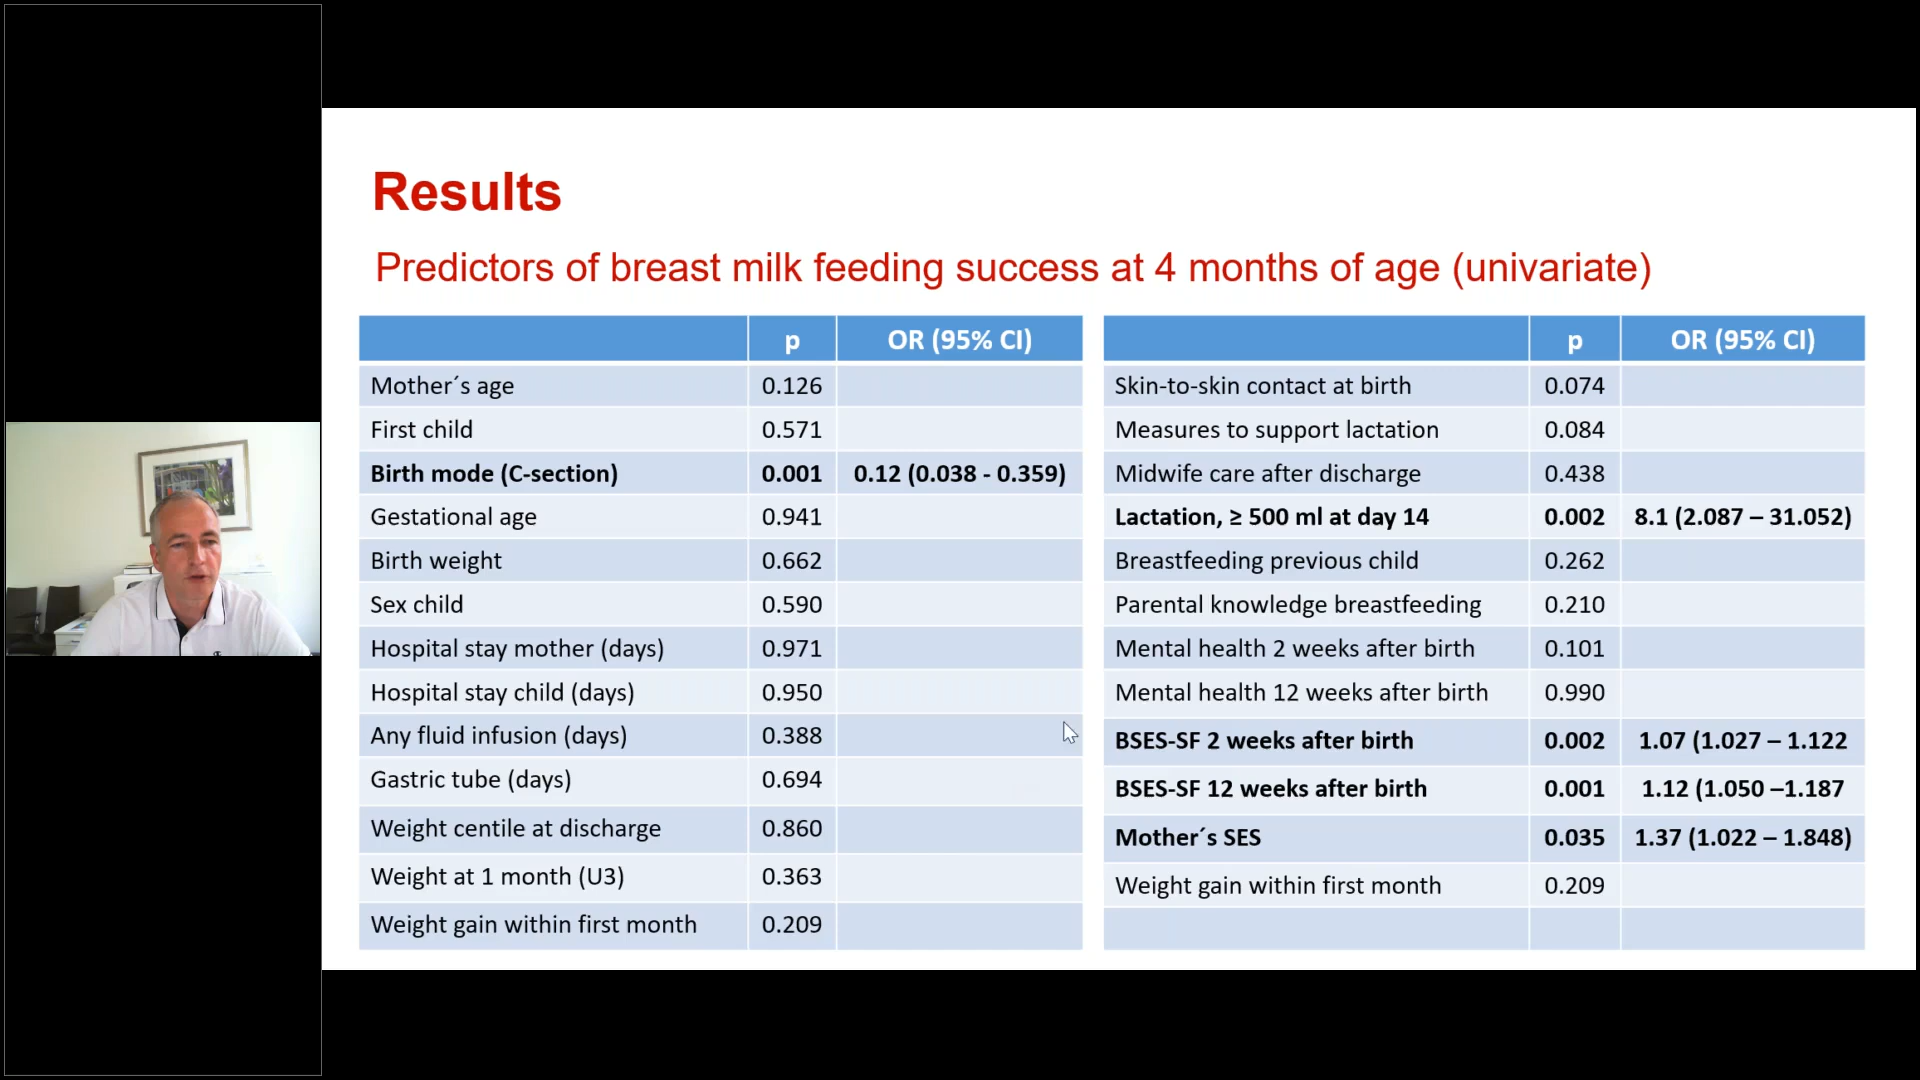 Results
Predictors of breast milk feeding success at 4 months of age (univariate)
p OR (95% CI)
Mother´s age 0.126
First child 0.571
Birth mode (C-section) 0.001 0.12 (0.038 - 0.359)
Gestational age 0.941
Birth weight 0.662
Sex child 0.590
Hospital stay mother (days) 0.971
Hospital stay child (days) 0.950
Any fluid infusion (days) 0.388
Gastric tube (days) 0.694
Weight centile at discharge 0.860
Weight at 1 month (U3) 0.363
Weight gain within first month 0.209
p OR (95% CI)
Skin-to-skin contact at birth 0.074
Measures to support lactation 0.084
Midwife care after discharge 0.438
Lactation, ≥ 500 ml at day 14 0.002 8.1 (2.087 – 31.052)
Breastfeeding previous child 0.262
Parental knowledge breastfeeding 0.210
Mental health 2 weeks after birth 0.101
Mental health 12 weeks after birth 0.990
BSES-SF 2 weeks after birth 0.002 1.07 (1.027 – 1.122
BSES-SF 12 weeks after birth 0.001 1.12 (1.050 –1.187
Mother´s SES 0.035 1.37 (1.022 – 1.848)
Weight gain within first month 0.209